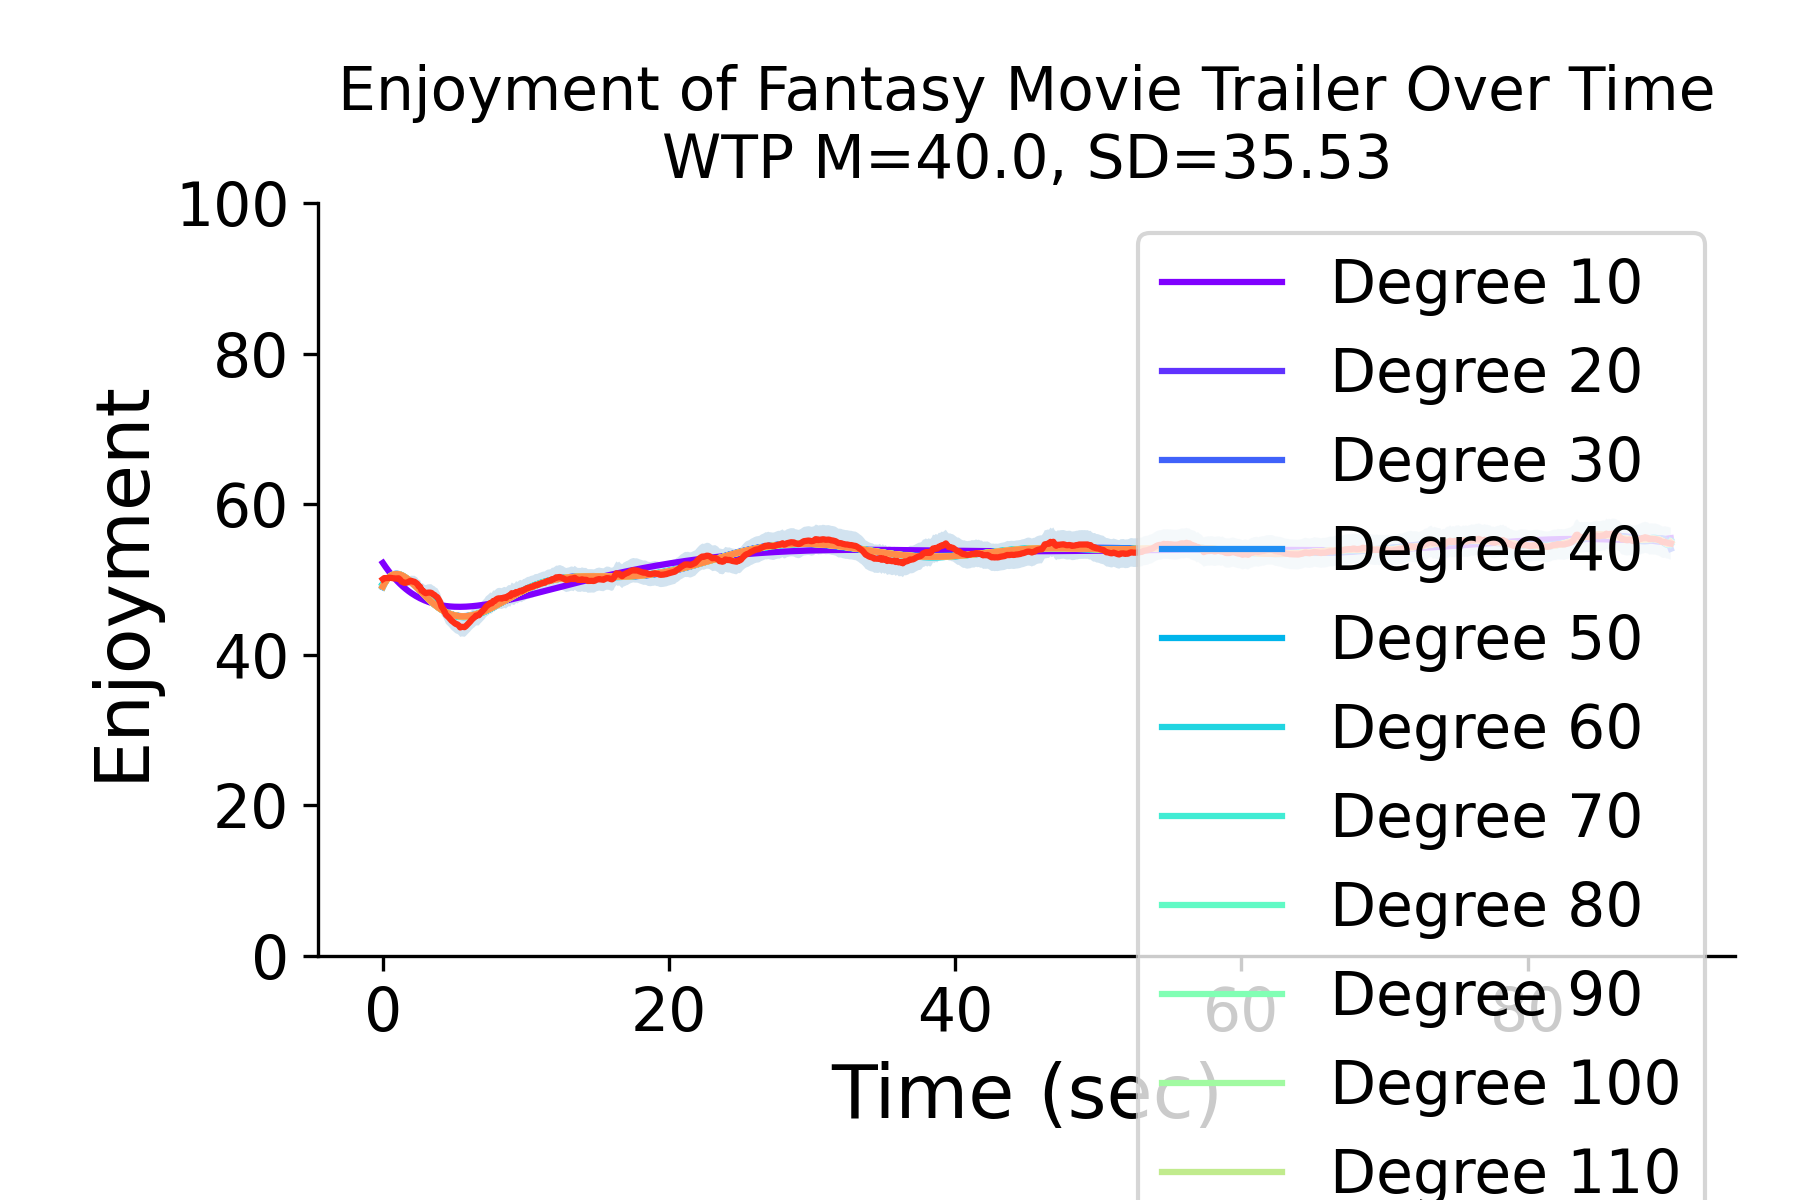 Enjoyment of Fantasy Movie Trailer Over Time
WTP M=40.0, SD=35.53
Enjoyment
100
80
60
40
20
0
0 20 40 60 80
Time (sec)
Degree 10
Degree 20
Degree 30
Degree 40
Degree 50
Degree 60
Degree 70
Degree 80
Degree 90
Degree 100
Degree 110